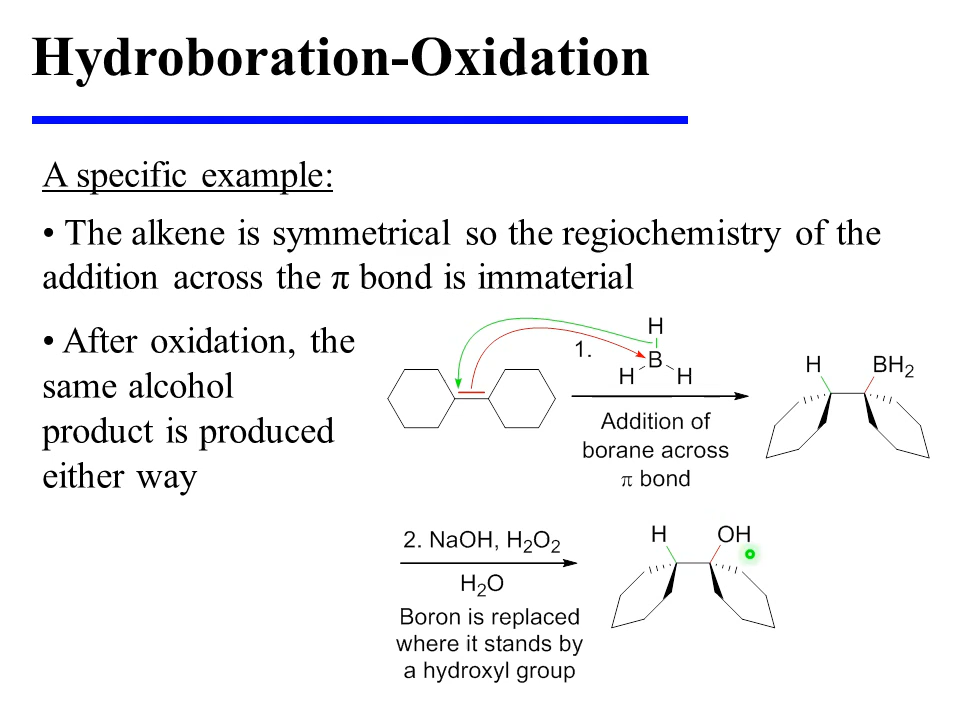 Hydroboration-Oxidation
A specific example:
• The alkene is symmetrical so the regiochemistry of the
addition across the π bond is immaterial
• After oxidation, the
same alcohol
product is produced
either way
H
1.
B
H H
Addition of
borane across
π bond
H BH₂
2. NaOH, H₂O₂
H₂O
Boron is replaced
where it stands by
a hydroxyl group
H OH